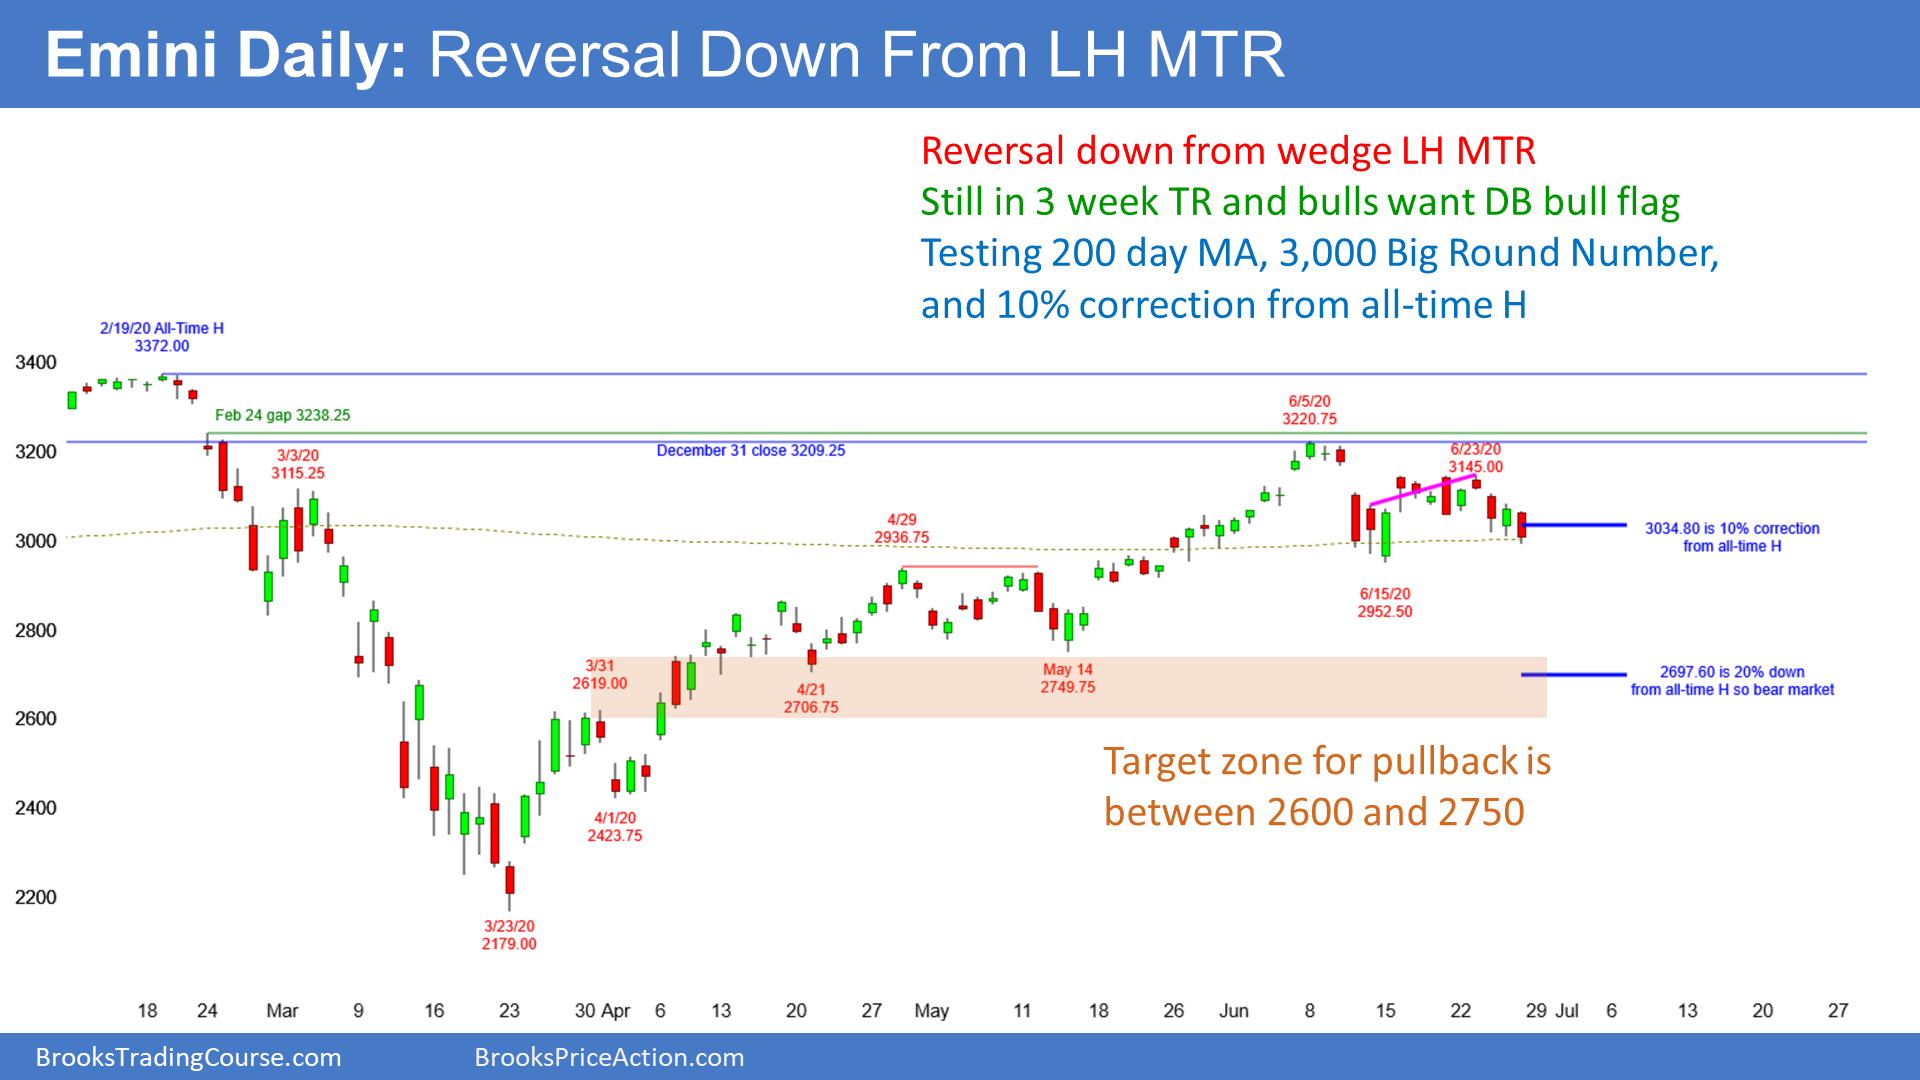 Emini Daily: Reversal Down From LH MTR
Reversal down from wedge LH MTR
Still in 3 week TR and bulls want DB bull flag
Testing 200 day MA, 3,000 Big Round Number,
and 10% correction from all-time H
2/19/20 All-Time H
3372.00
3400
Feb 24 gap 3238.25
6/5/20
3220.75
December 31 close 3209.25
3200
3/3/20
3115.25
6/23/20
3145.00
4/29
2936.75
3034.80 is 10% correction
from all-time H
3000
6/15/20
2952.50
2800
3/31
2619.00
4/21
2706.75
May 14
2749.75
2697.60 is 20% down
from all-time H so bear market
2600
Target zone for pullback is
between 2600 and 2750
4/1/20
2423.75
2400
2200
3/23/20
2179.00
18 24 Mar 9 16 23 30 Apr 6 13 20 27 May 11 18 26 Jun 8 15 22 29 Jul 6 13 20 27
BrooksTradingCourse.com BrooksPriceAction.com